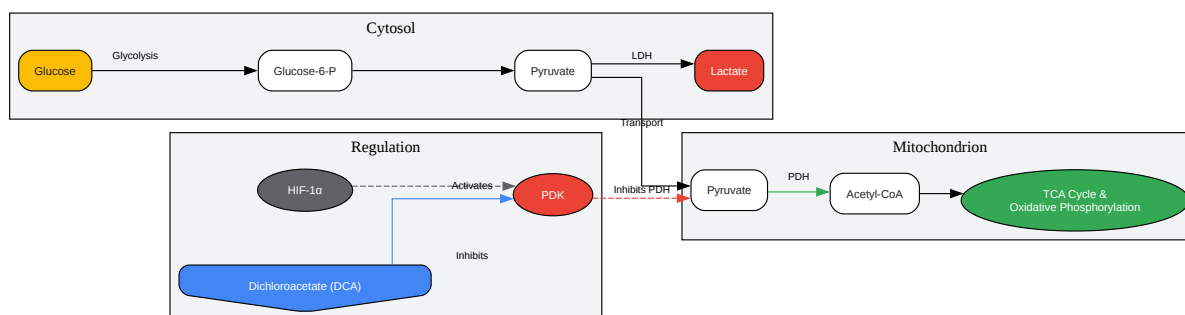 Cytosol
Glucose
Glycolysis
Glucose-6-P
Pyruvate
LDH
Lactate
Transport
Regulation
HIF-1α
Activates
PDK
Inhibits PDH
Inhibits
Dichloroacetate (DCA)
Mitochondrion
Pyruvate
PDH
Acetyl-CoA
TCA Cycle &
Oxidative Phosphorylation